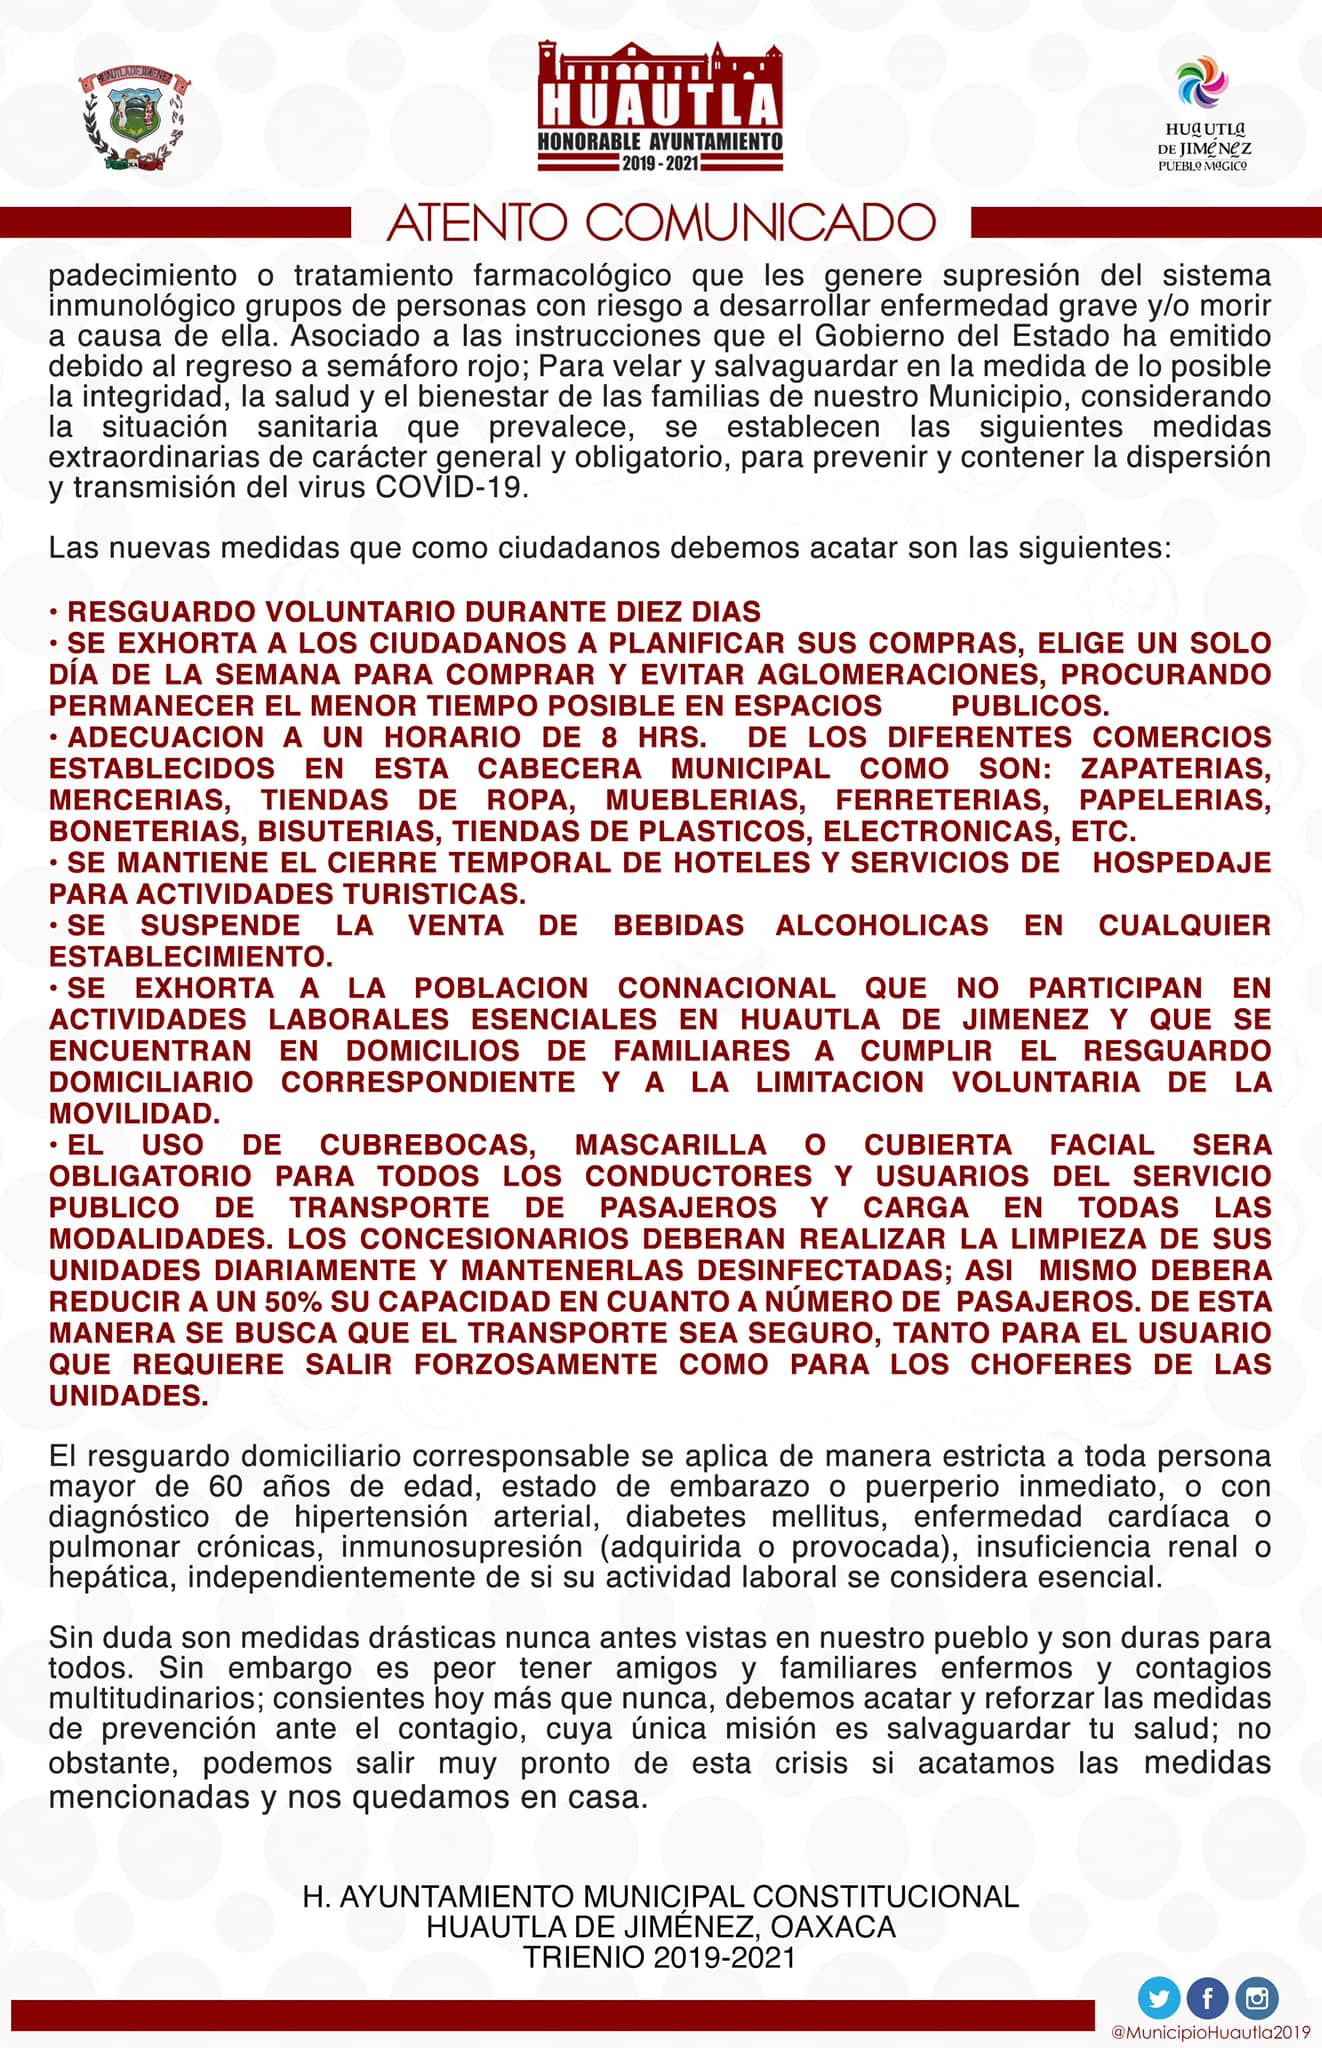 HUAUTLA DE JIMENEZ
OAXACA
HUAUTLA
HONORABLE AYUNTAMIENTO
2019 - 2021
HUAUTLA
DE JIMÉNEZ
PUEBLO MÁGICO
ATENTO COMUNICADO
padecimiento o tratamiento farmacológico que les genere supresión del sistema
inmunológico grupos de personas con riesgo a desarrollar enfermedad grave y/o morir
a causa de ella. Asociado a las instrucciones que el Gobierno del Estado ha emitido
debido al regreso a semáforo rojo; Para velar y salvaguardar en la medida de lo posible
la integridad, la salud y el bienestar de las familias de nuestro Municipio, considerando
la situación sanitaria que prevalece, se establecen las siguientes medidas
extraordinarias de carácter general y obligatorio, para prevenir y contener la dispersión
y transmisión del virus COVID-19.
Las nuevas medidas que como ciudadanos debemos acatar son las siguientes:
• RESGUARDO VOLUNTARIO DURANTE DIEZ DIAS
• SE EXHORTA A LOS CIUDADANOS A PLANIFICAR SUS COMPRAS, ELIGE UN SOLO
DÍA DE LA SEMANA PARA COMPRAR Y EVITAR AGLOMERACIONES, PROCURANDO
PERMANECER EL MENOR TIEMPO POSIBLE EN ESPACIOS PUBLICOS.
• ADECUACION A UN HORARIO DE 8 HRS. DE LOS DIFERENTES COMERCIOS
ESTABLECIDOS EN ESTA CABECERA MUNICIPAL COMO SON: ZAPATERIAS,
MERCERIAS, TIENDAS DE ROPA, MUEBLERIAS, FERRETERIAS, PAPELERIAS,
BONETERIAS, BISUTERIAS, TIENDAS DE PLASTICOS, ELECTRONICAS, ETC.
• SE MANTIENE EL CIERRE TEMPORAL DE HOTELES Y SERVICIOS DE HOSPEDAJE
PARA ACTIVIDADES TURISTICAS.
• SE SUSPENDE LA VENTA DE BEBIDAS ALCOHOLICAS EN CUALQUIER
ESTABLECIMIENTO.
• SE EXHORTA A LA POBLACION CONNACIONAL QUE NO PARTICIPAN EN
ACTIVIDADES LABORALES ESENCIALES EN HUAUTLA DE JIMENEZ Y QUE SE
ENCUENTRAN EN DOMICILIOS DE FAMILIARES A CUMPLIR EL RESGUARDO
DOMICILIARIO CORRESPONDIENTE Y A LA LIMITACION VOLUNTARIA DE LA
MOVILIDAD.
• EL USO DE CUBREBOCAS, MASCARILLA O CUBIERTA FACIAL SERA
OBLIGATORIO PARA TODOS LOS CONDUCTORES Y USUARIOS DEL SERVICIO
PUBLICO DE TRANSPORTE DE PASAJEROS Y CARGA EN TODAS LAS
MODALIDADES. LOS CONCESIONARIOS DEBERAN REALIZAR LA LIMPIEZA DE SUS
UNIDADES DIARIAMENTE Y MANTENERLAS DESINFECTADAS; ASI MISMO DEBERA
REDUCIR A UN 50% SU CAPACIDAD EN CUANTO A NÚMERO DE PASAJEROS. DE ESTA
MANERA SE BUSCA QUE EL TRANSPORTE SEA SEGURO, TANTO PARA EL USUARIO
QUE REQUIERE SALIR FORZOSAMENTE COMO PARA LOS CHOFERES DE LAS
UNIDADES.
El resguardo domiciliario corresponsable se aplica de manera estricta a toda persona
mayor de 60 años de edad, estado de embarazo o puerperio inmediato, o con
diagnóstico de hipertensión arterial, diabetes mellitus, enfermedad cardíaca o
pulmonar crónicas, inmunosupresión (adquirida o provocada), insuficiencia renal o
hepática, independientemente de si su actividad laboral se considera esencial.
Sin duda son medidas drásticas nunca antes vistas en nuestro pueblo y son duras para
todos. Sin embargo es peor tener amigos y familiares enfermos y contagios
multitudinarios; consientes hoy más que nunca, debemos acatar y reforzar las medidas
de prevención ante el contagio, cuya única misión es salvaguardar tu salud; no
obstante, podemos salir muy pronto de esta crisis si acatamos las medidas
mencionadas y nos quedamos en casa.
H. AYUNTAMIENTO MUNICIPAL CONSTITUCIONAL
HUAUTLA DE JIMÉNEZ, OAXACA
TRIENIO 2019-2021
@MunicipioHuautla2019